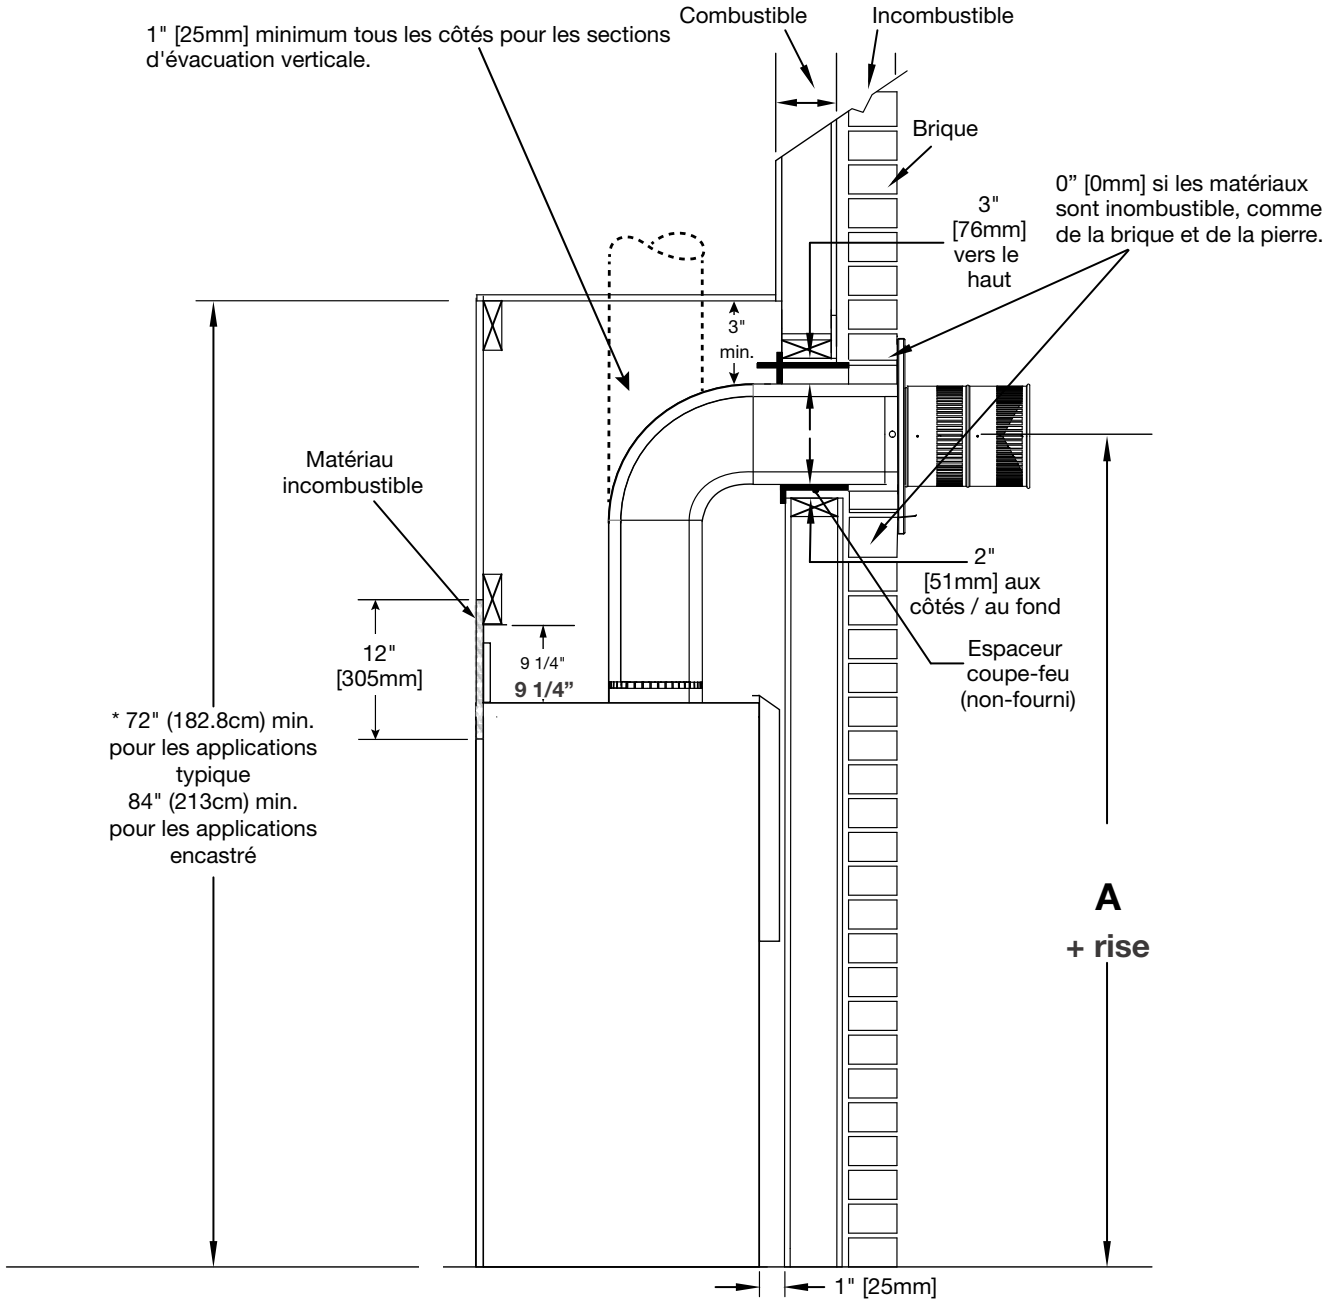 Combustible
Incombustible
1" [25mm] minimum tous les côtés pour les sections
d'évacuation verticale.
Brique
0” [0mm] si les matériaux
sont inombustible, comme
de la brique et de la pierre.
3"
[76mm]
vers le
haut
3"
min.
Matériau
incombustible
2"
[51mm] aux
côtés / au fond
12"
[305mm]
9 1/4"
9 1/4”
Espaceur
coupe-feu
(non-fourni)
* 72" (182.8cm) min.
pour les applications
typique
84" (213cm) min.
pour les applications
encastré
A
+ rise
1" [25mm]